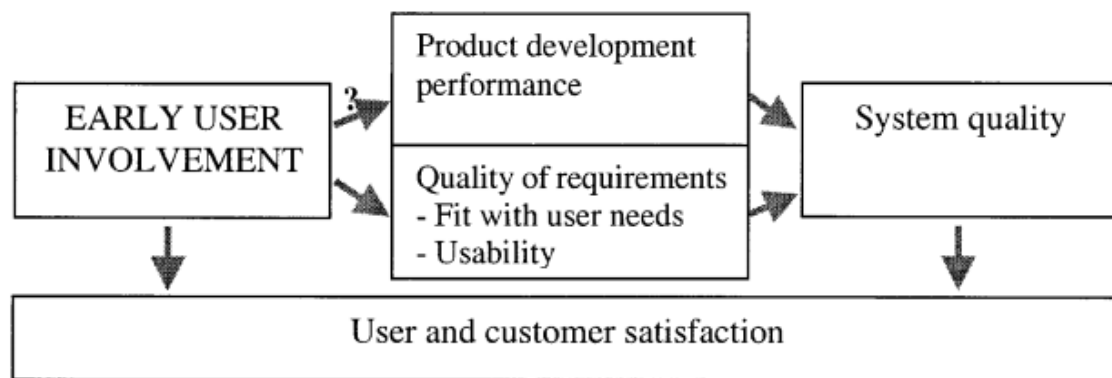 EARLY USER
INVOLVEMENT
?
Product development
performance
Quality of requirements
- Fit with user needs
- Usability
System quality
User and customer satisfaction